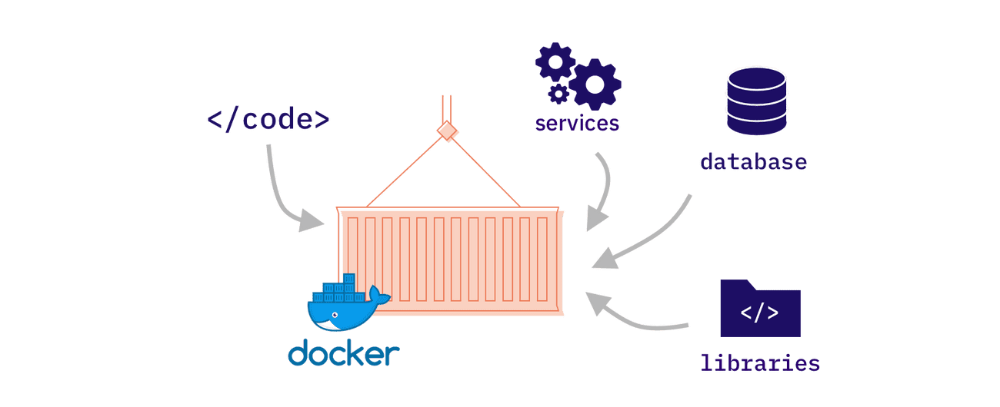 </code>
services
database
docker
</>
libraries